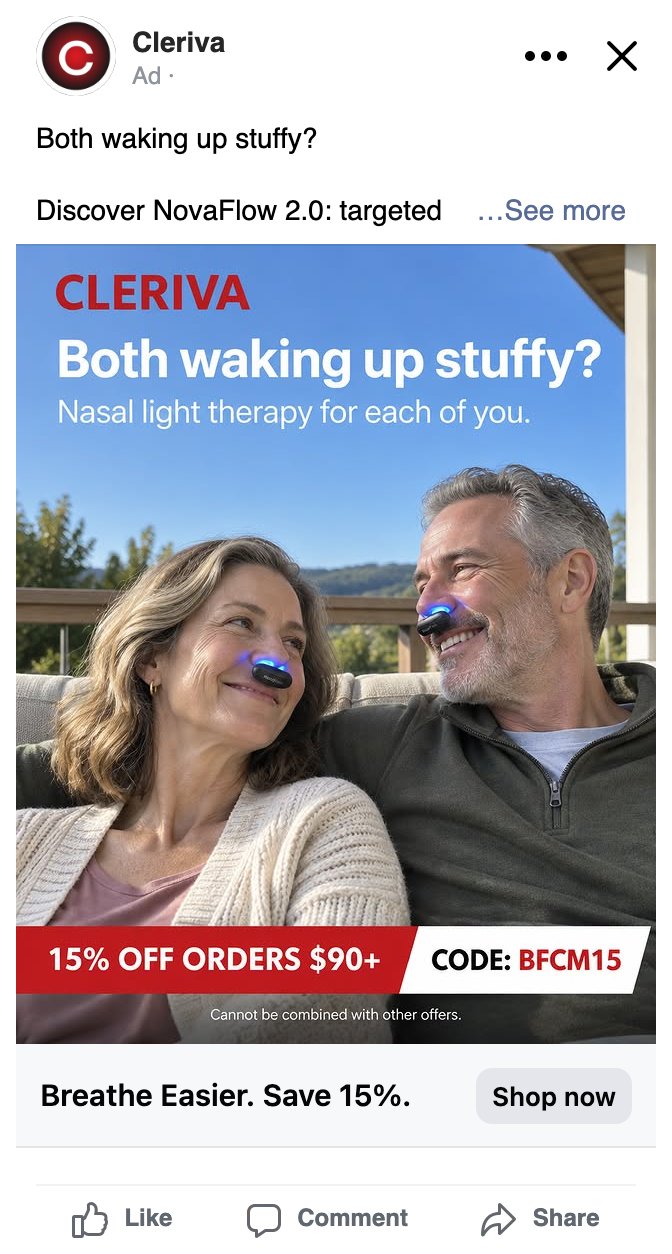 C
Cleriva
Ad ·
Both waking up stuffy?
Discover NovaFlow 2.0: targeted ...See more
CLERIVA
Both waking up stuffy?
Nasal light therapy for each of you.
15% OFF ORDERS $90+ CODE: BFCM15
Cannot be combined with other offers.
Breathe Easier. Save 15%. Shop now
Like Comment Share